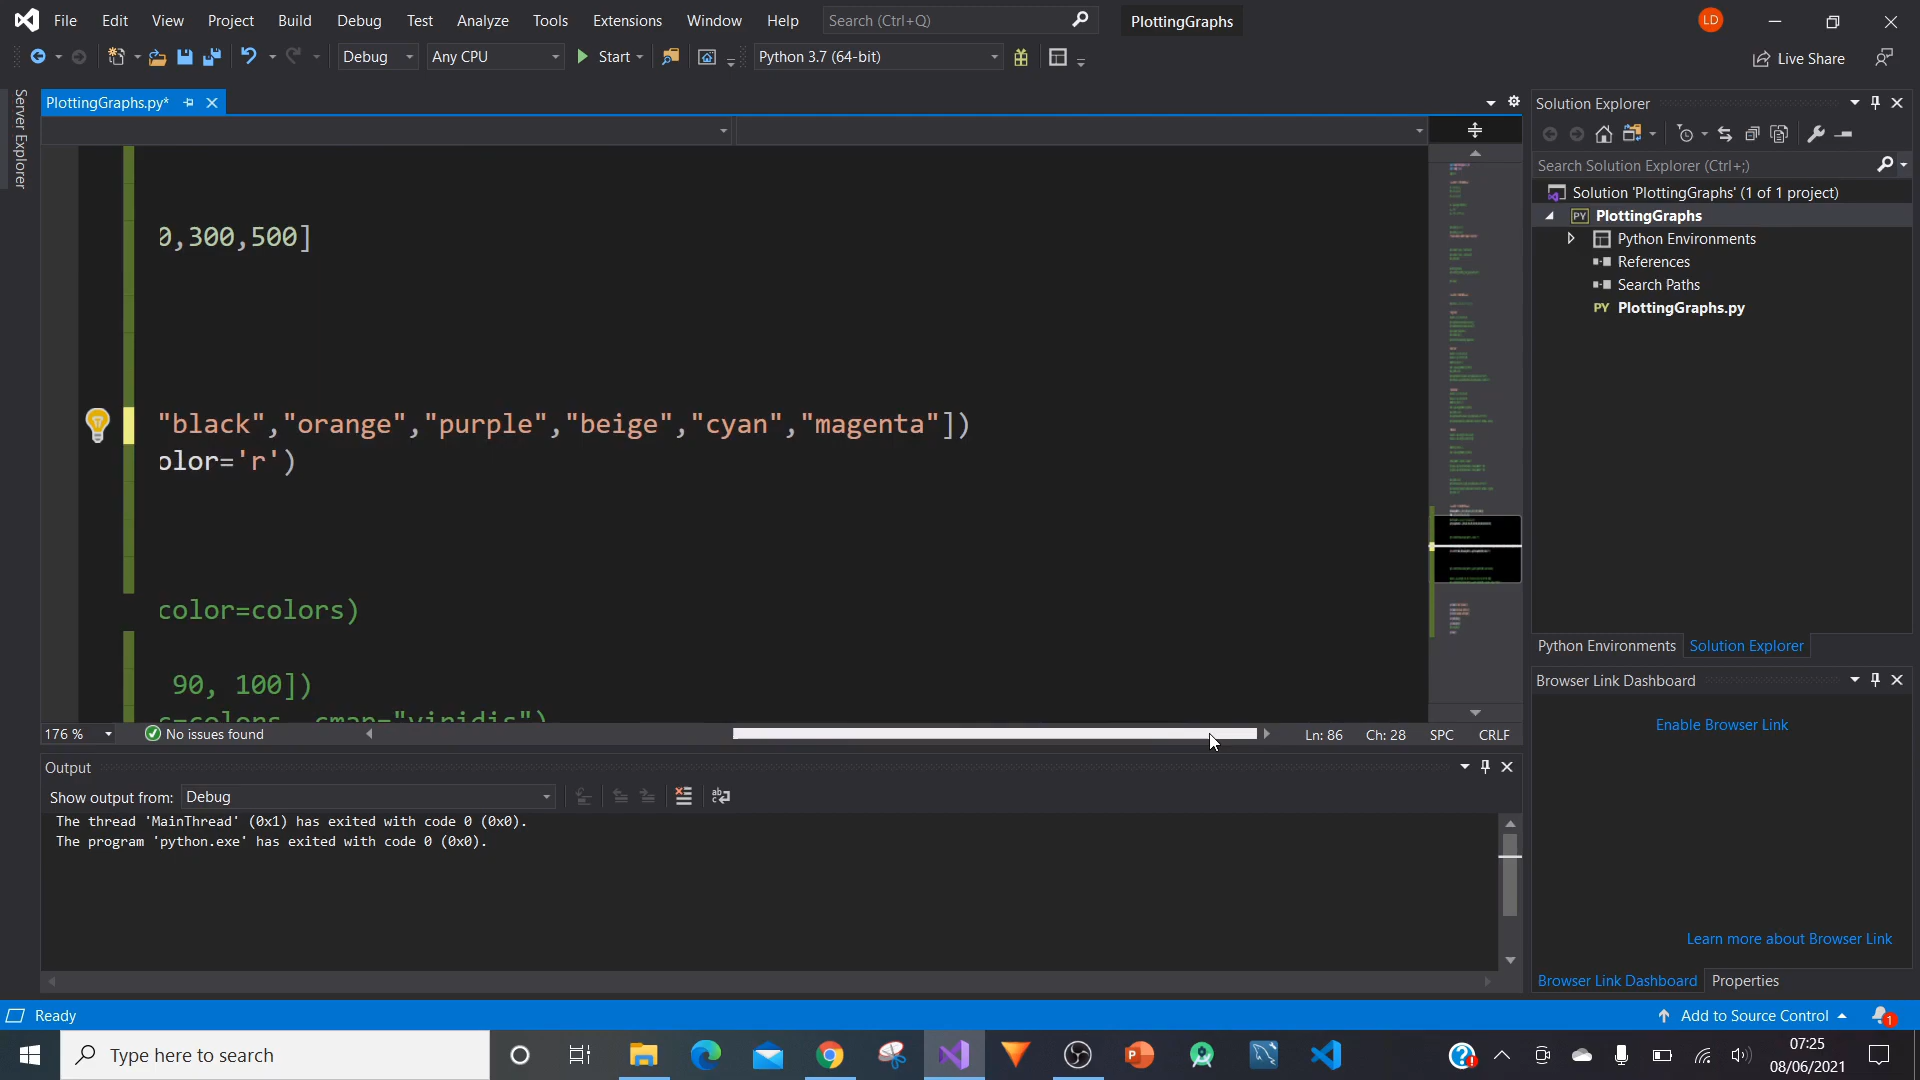 File Edit View Project Build Debug Test Analyze Tools Extensions Window Help Search (Ctrl+Q) PlottingGraphs LD
Debug Any CPU Start Python 3.7 (64-bit) Live Share
Server Explorer
PlottingGraphs.py*
0,300,500]
"black","orange","purple","beige","cyan","magenta"])
olor='r')
color=colors)
90, 100])
s=colors, cmap="viridis")
176 % No issues found Ln: 86 Ch: 28 SPC CRLF
Output
Show output from: Debug
The thread 'MainThread' (0x1) has exited with code 0 (0x0).
The program 'python.exe' has exited with code 0 (0x0).
Solution Explorer
Search Solution Explorer (Ctrl+;)
Solution 'PlottingGraphs' (1 of 1 project)
PY PlottingGraphs
Python Environments
References
Search Paths
PY PlottingGraphs.py
Python Environments Solution Explorer
Browser Link Dashboard
Enable Browser Link
Learn more about Browser Link
Browser Link Dashboard Properties
Ready Add to Source Control 1
Type here to search
07:25
08/06/2021